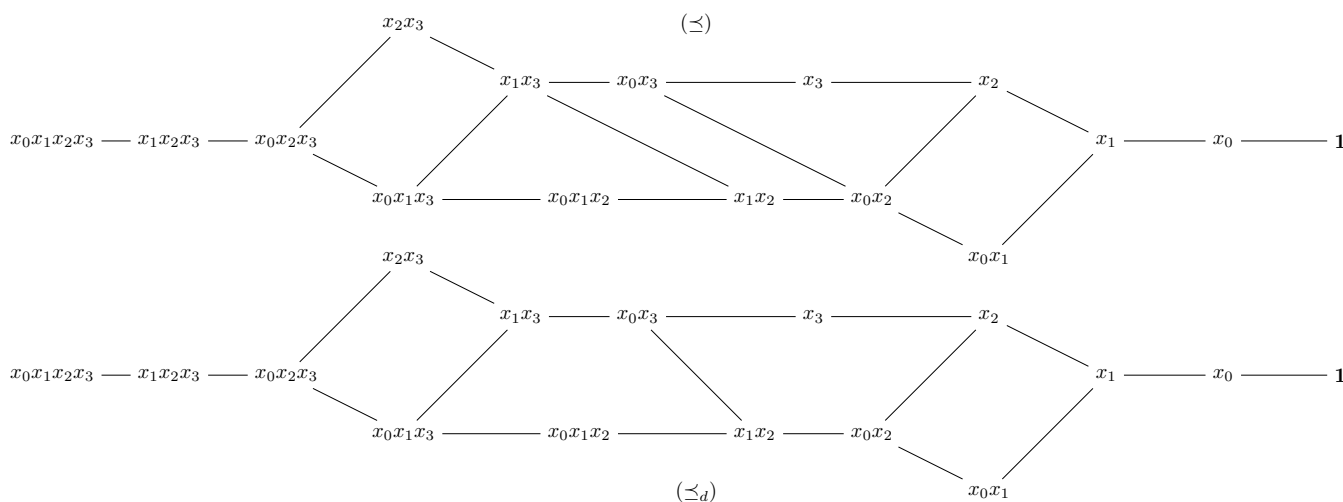 x₂x₃ (⪯)
x₁x₃ x₀x₃ x₃ x₂
x₀x₁x₂x₃ x₁x₂x₃ x₀x₂x₃ x₁ x₀ 𝟏
x₀x₁x₃ x₀x₁x₂ x₁x₂ x₀x₂
x₂x₃ x₀x₁
x₁x₃ x₀x₃ x₃ x₂
x₀x₁x₂x₃ x₁x₂x₃ x₀x₂x₃ x₁ x₀ 𝟏
x₀x₁x₃ x₀x₁x₂ x₁x₂ x₀x₂
(⪯_d) x₀x₁